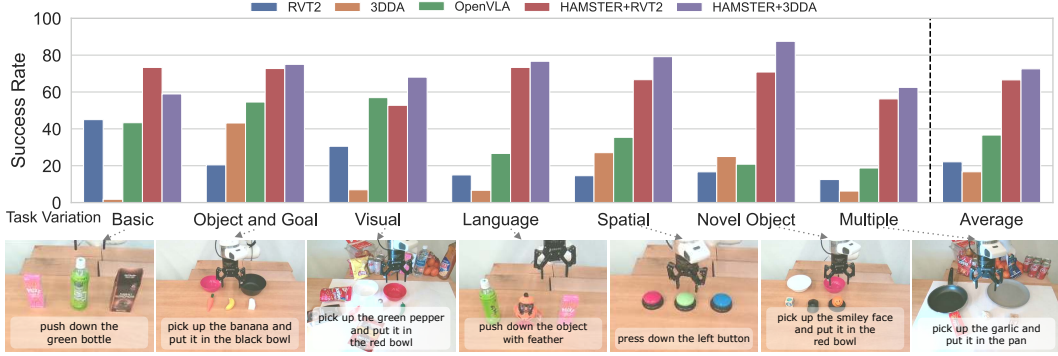 RVT2 3DDA OpenVLA HAMSTER+RVT2 HAMSTER+3DDA
100
80
60
40
20
0
Success Rate
Task Variation Basic Object and Goal Visual Language Spatial Novel Object Multiple Average
push down the
green bottle
pick up the banana and
put it in the black bowl
pick up the green pepper
and put it in
the red bowl
push down the object
with feather
press down the left button
pick up the smiley face
and put it in the
red bowl
pick up the garlic and
put it in the pan